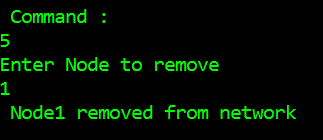 Command :
5
Enter Node to remove
1
Node1 removed from network